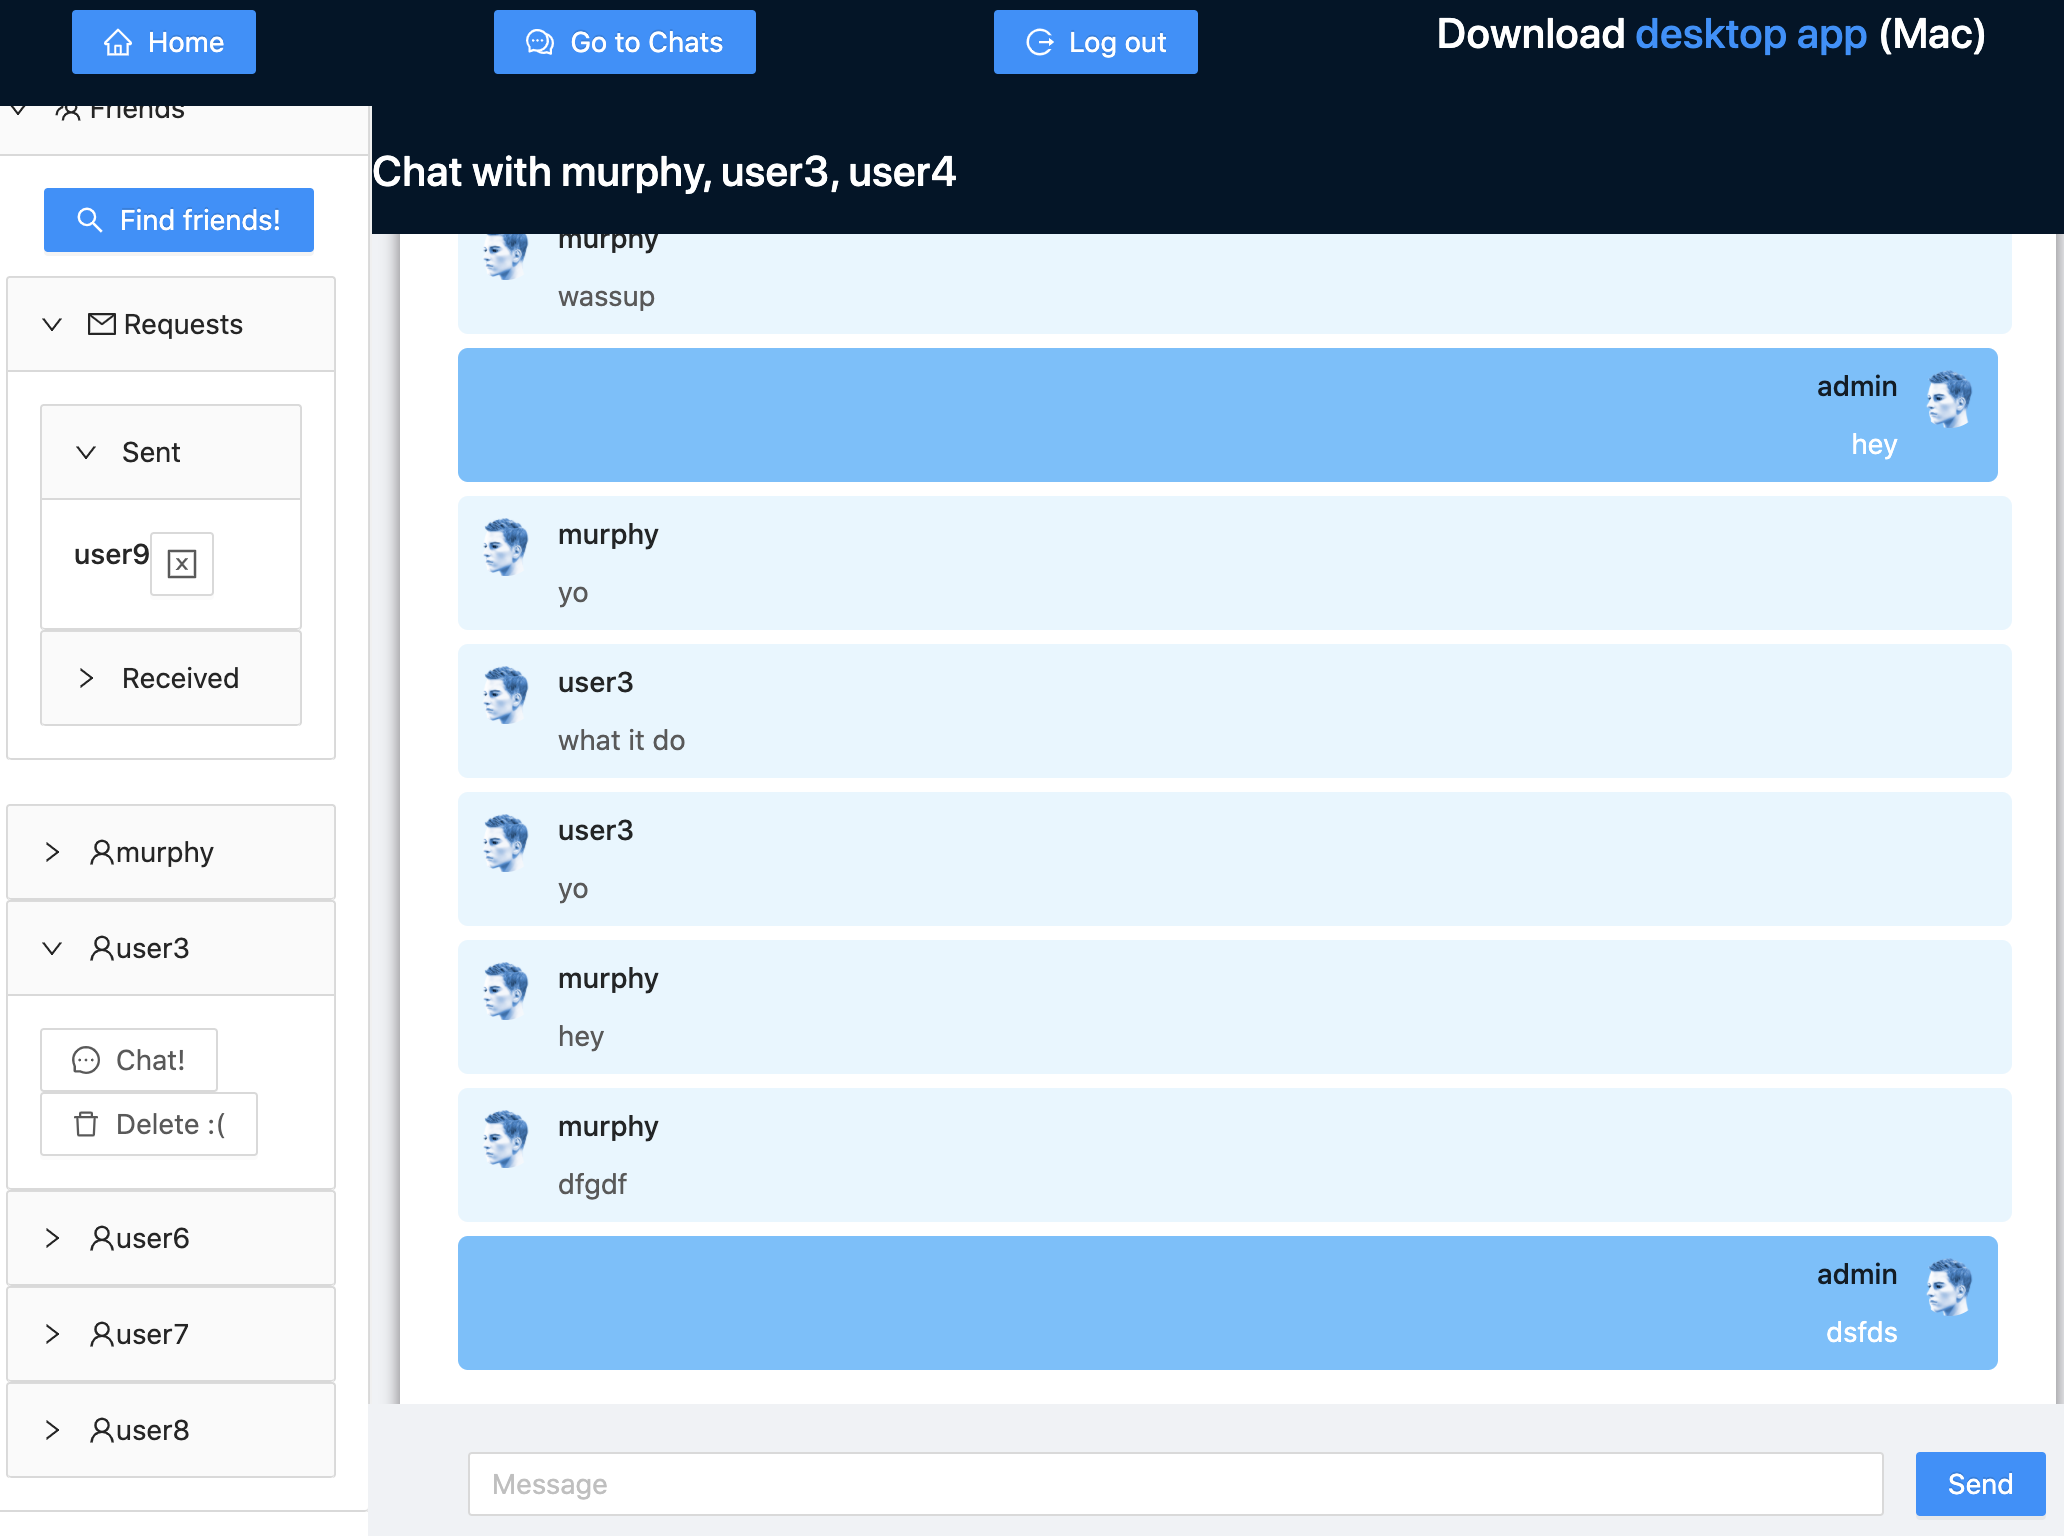 Home
Go to Chats
Log out
Download desktop app (Mac)
Friends
Find friends!
Requests
Sent
user9
Received
murphy
user3
Chat!
Delete :(
user6
user7
user8
Chat with murphy, user3, user4
murphy
wassup
admin
hey
murphy
yo
user3
what it do
user3
yo
murphy
hey
murphy
dfgdf
admin
dsfds
Message
Send